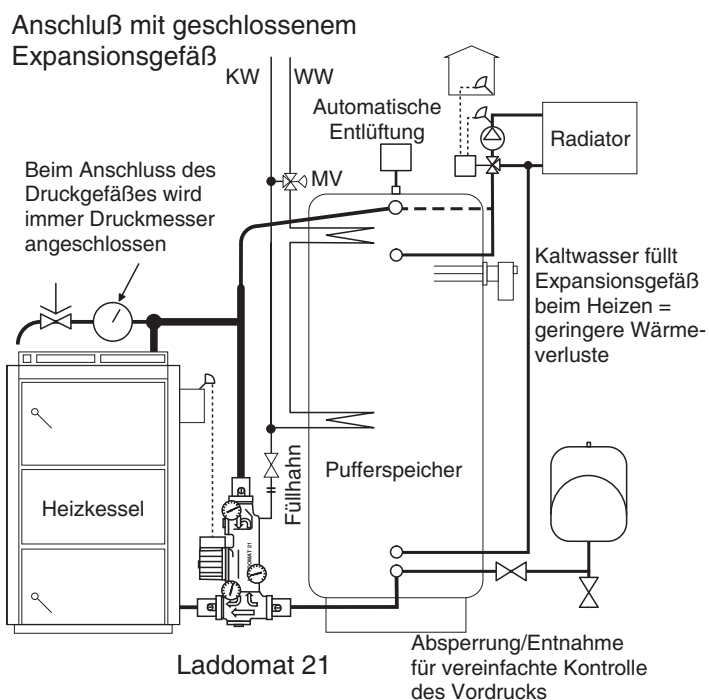 Anschluß mit geschlossenem
Expansionsgefäß
KW
WW
Automatische
Entlüftung
Radiator
MV
Beim Anschluss des
Druckgefäßes wird
immer Druckmesser
angeschlossen
Kaltwasser füllt
Expansionsgefäß
beim Heizen =
geringere Wärme-
verluste
Heizkessel
Füllhahn
Pufferspeicher
LADDOMAT 21
Laddomat 21
Absperrung/Entnahme
für vereinfachte Kontrolle
des Vordrucks